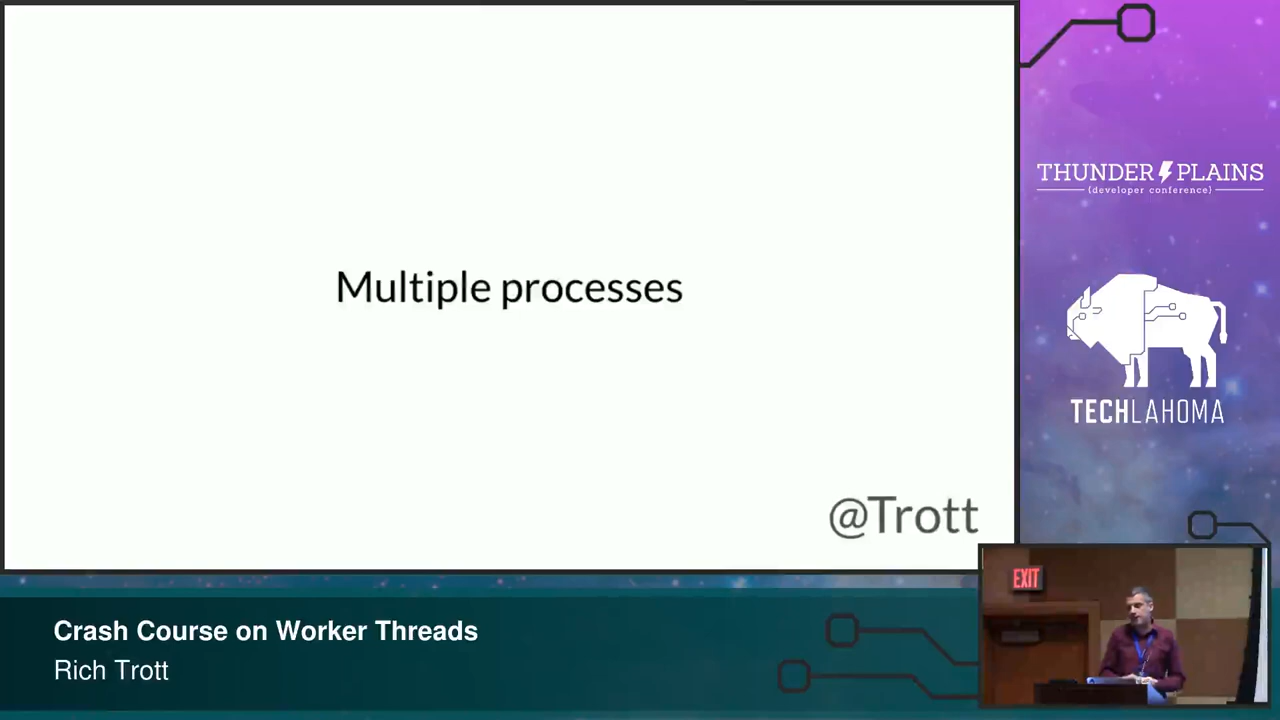 Multiple processes
@Trott
THUNDER PLAINS
{developer conference}
TECHLAHOMA
EXIT
Crash Course on Worker Threads
Rich Trott